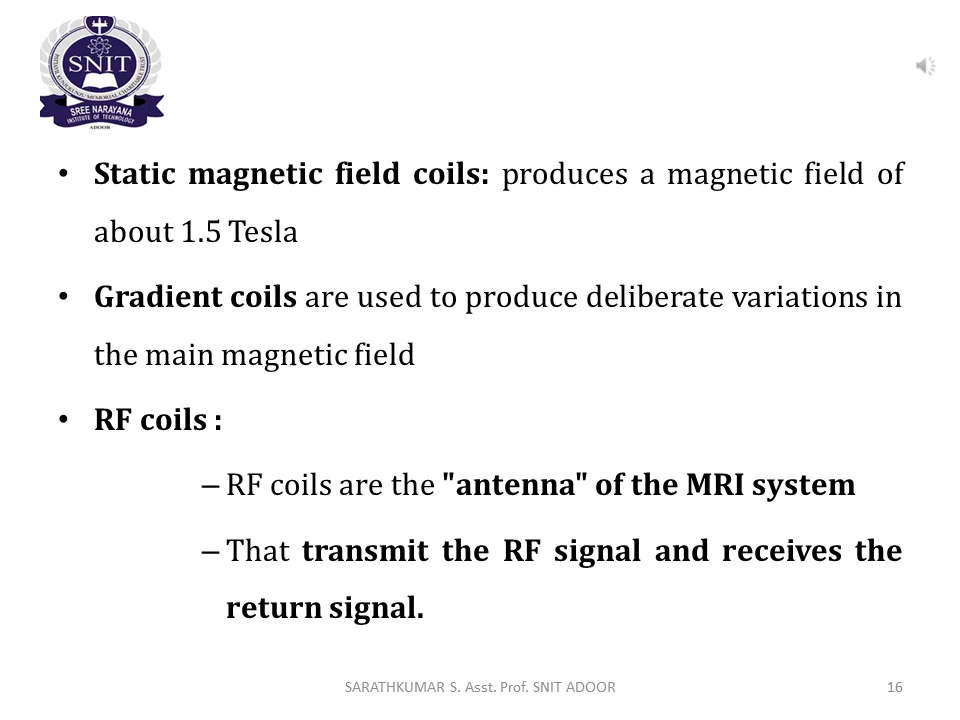 SNIT
SREE NARAYANA
INSTITUTE OF TECHNOLOGY
ADOOR
• Static magnetic field coils: produces a magnetic field of
about 1.5 Tesla
• Gradient coils are used to produce deliberate variations in
the main magnetic field
• RF coils :
– RF coils are the "antenna" of the MRI system
– That transmit the RF signal and receives the
return signal.
SARATHKUMAR S. Asst. Prof. SNIT ADOOR
16